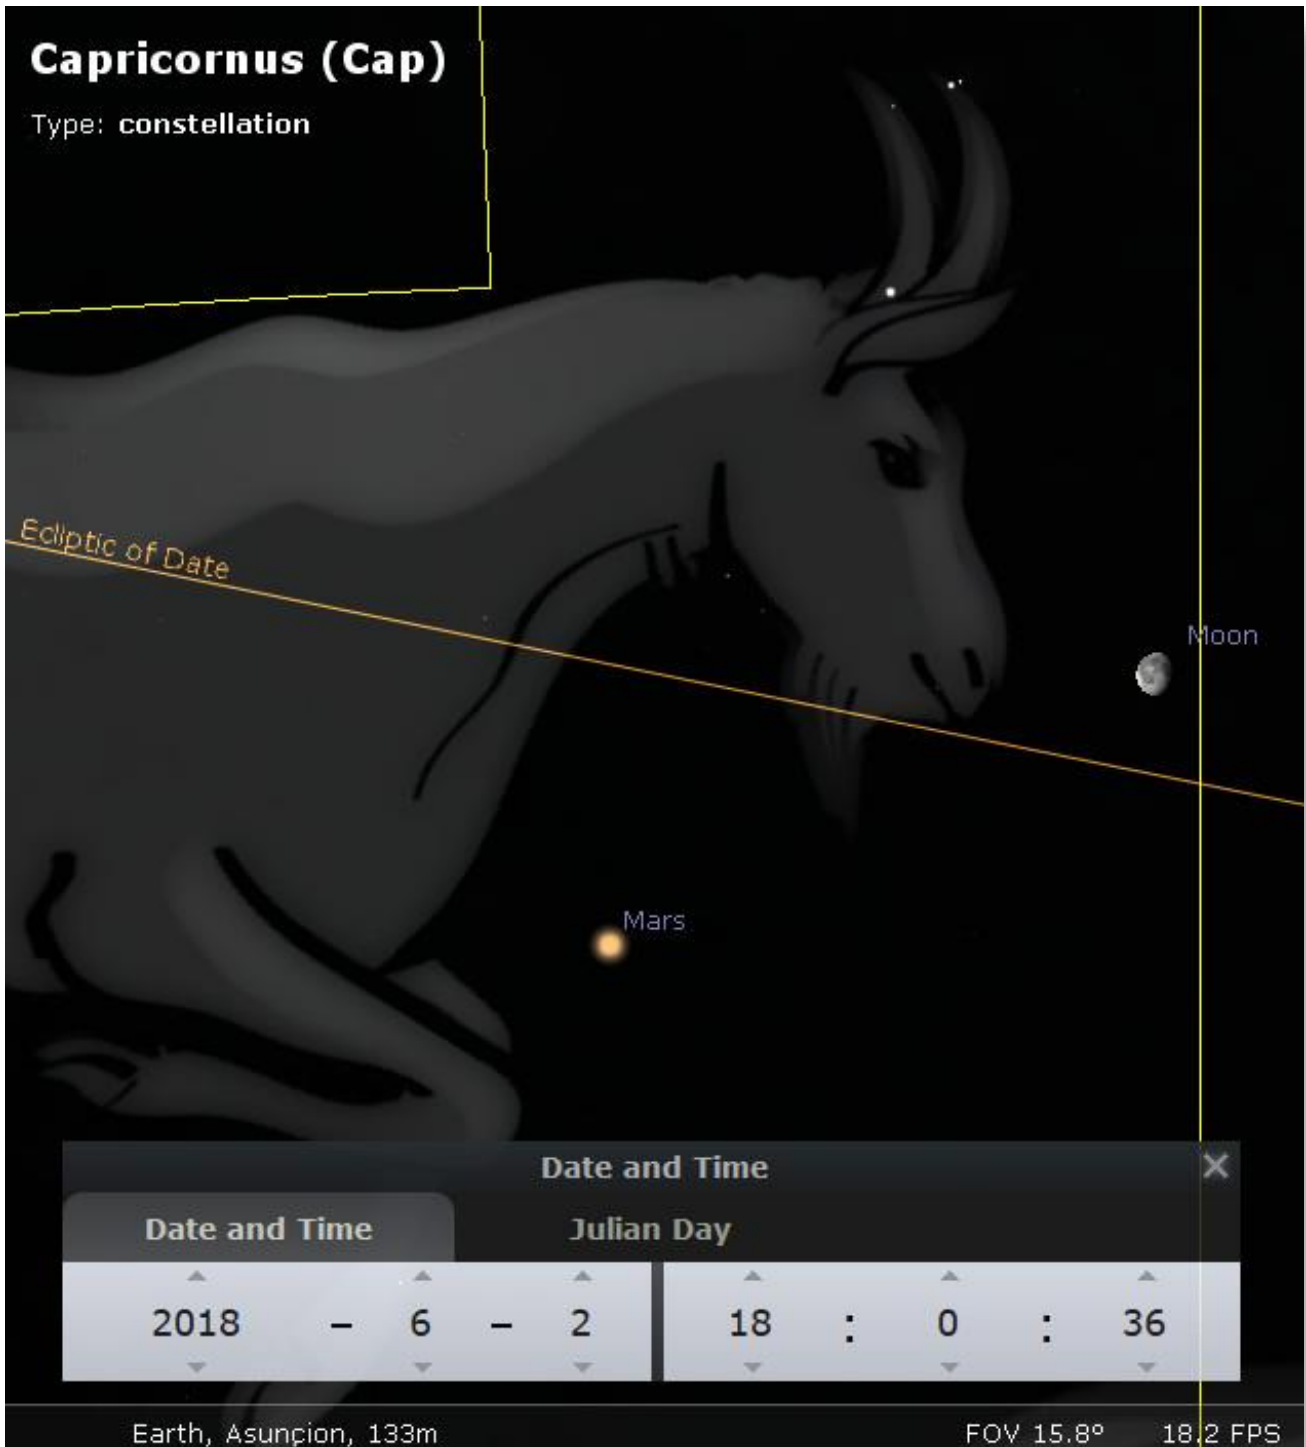 Capricornus (Cap)
Type: constellation
Ecliptic of Date
Moon
Mars
Date and Time
Date and Time Julian Day
2018 – 6 – 2 18 : 0 : 36
Earth, Asunçion, 133m FOV 15.8º 18.2 FPS